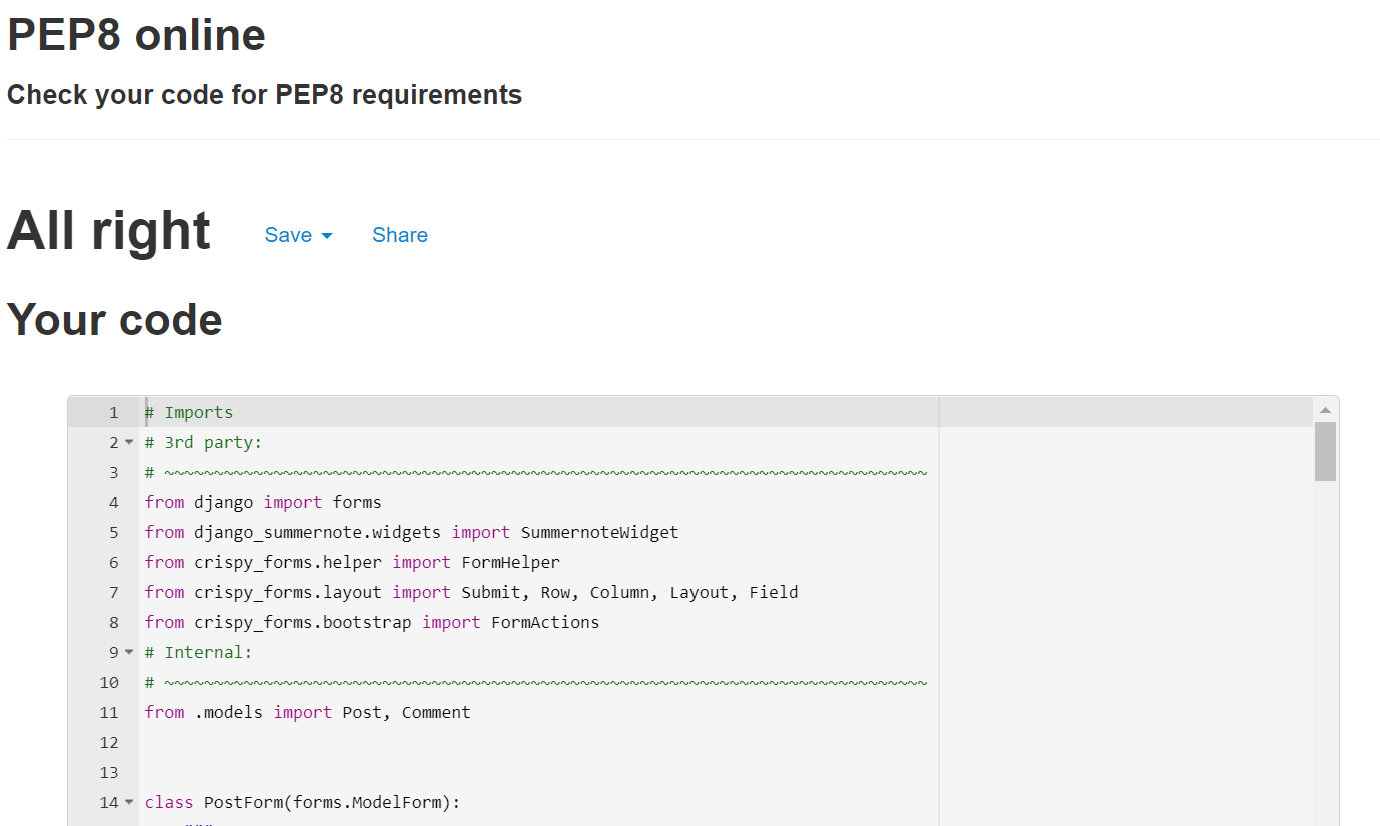 PEP8 online
Check your code for PEP8 requirements
All right Save Share
Your code
1 # Imports
2 # 3rd party:
3 # ~~~~~~~~~~~~~~~~~~~~~~~~~~~~~~~~~~~~~~~~~~~~~~~~~~~~~~~~~~~~~~~~~~~~~~~~~~~~~
4 from django import forms
5 from django_summernote.widgets import SummernoteWidget
6 from crispy_forms.helper import FormHelper
7 from crispy_forms.layout import Submit, Row, Column, Layout, Field
8 from crispy_forms.bootstrap import FormActions
9 # Internal:
10 # ~~~~~~~~~~~~~~~~~~~~~~~~~~~~~~~~~~~~~~~~~~~~~~~~~~~~~~~~~~~~~~~~~~~~~~~~~~~~~
11 from .models import Post, Comment
12
13
14 class PostForm(forms.ModelForm):
"""